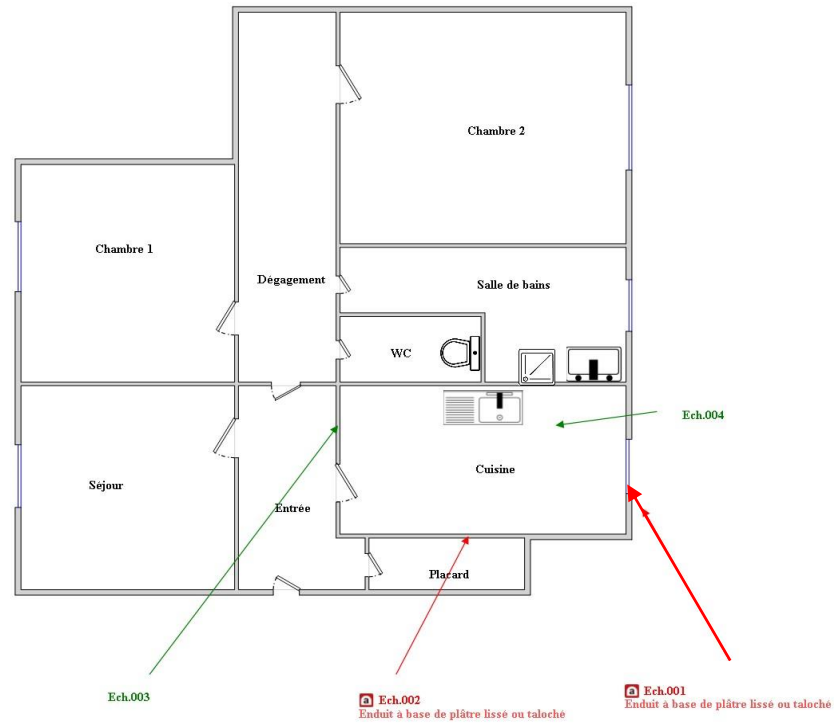 Chambre 2
Chambre 1
Dégagement
Salle de bains
WC
Ech.004
Cuisine
Séjour
Entrée
Placard
Ech.003
a Ech.002
Enduit à base de plâtre lissé ou taloché
a Ech.001
Enduit à base de plâtre lissé ou taloché